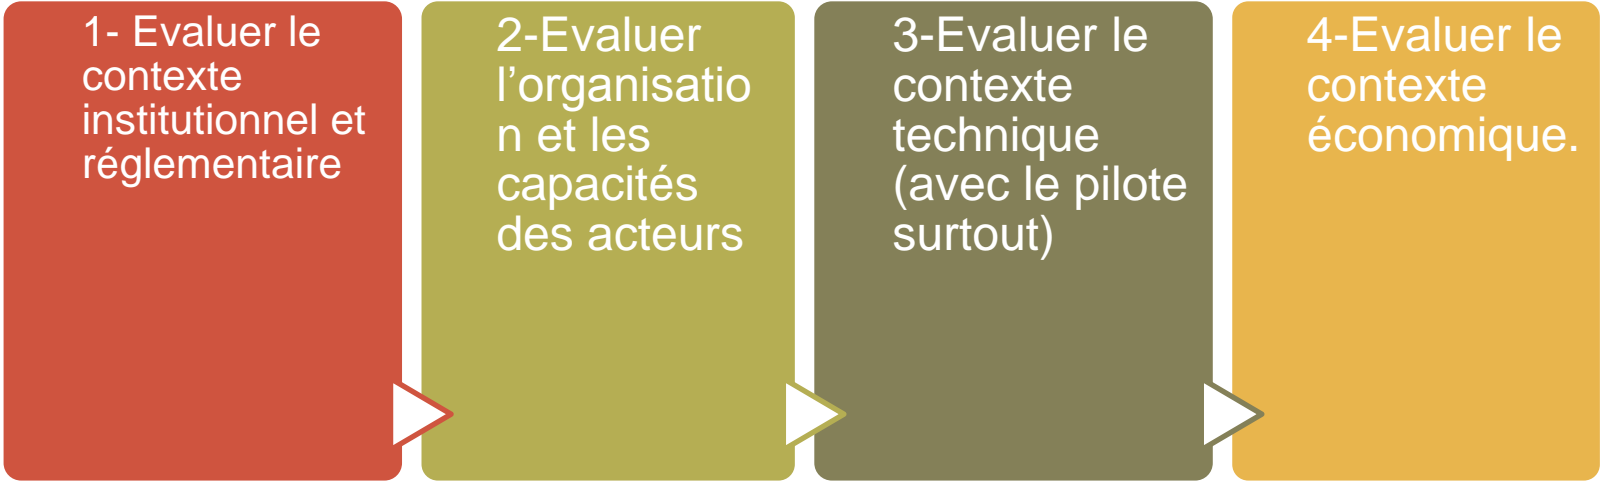 1- Evaluer le
contexte
institutionnel et
réglementaire
2-Evaluer
l’organisatio
n et les
capacités
des acteurs
3-Evaluer le
contexte
technique
(avec le pilote
surtout)
4-Evaluer le
contexte
économique.